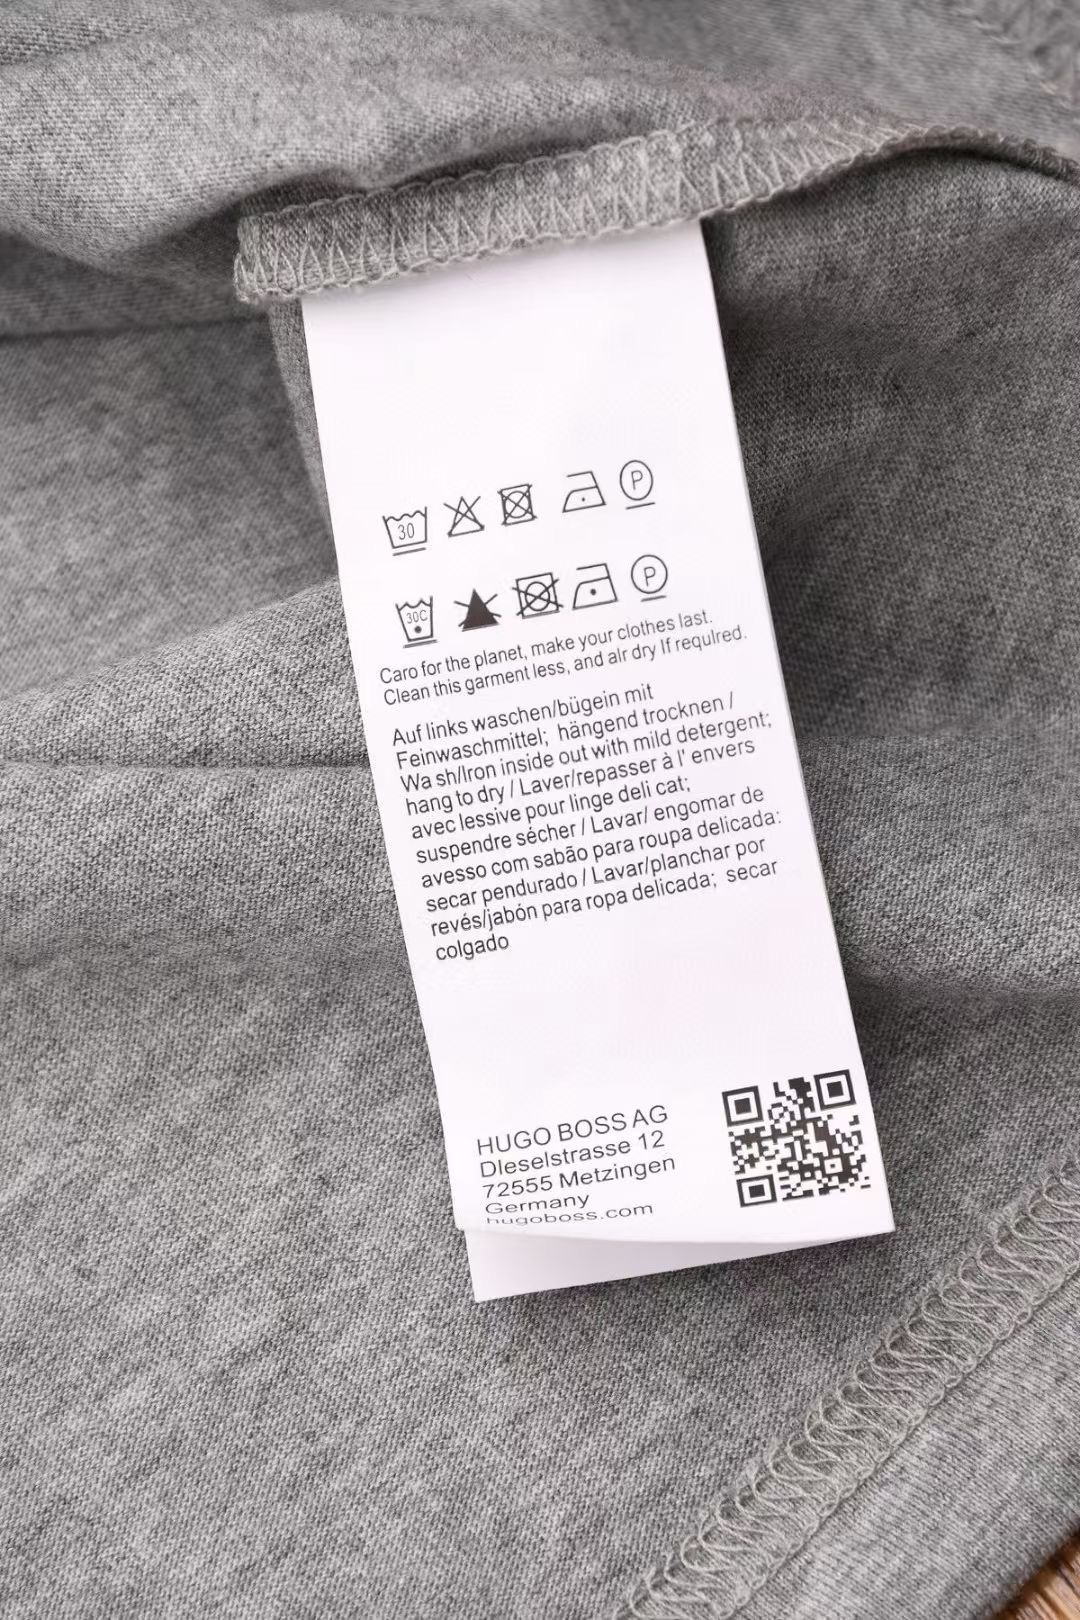 30
P
30C
P
Caro for the planet, make your clothes last.
Clean this garment less, and alr dry lf requlred.
Auf links waschen/bügein mit
Feinwaschmittel; hängend trocknen /
Wa sh/Iron inside out with mild detergent;
hang to dry / Laver/repasser à l' envers
avec lessive pour linge deli cat;
suspendre sécher / Lavar/ engomar de
avesso com sabão para roupa delicada:
secar pendurado / Lavar/planchar por
revés/jabón para ropa delicada; secar
colgado
HUGO BOSS AG
Dleselstrasse 12
72555 Metzingen
Germany
hugoboss.com